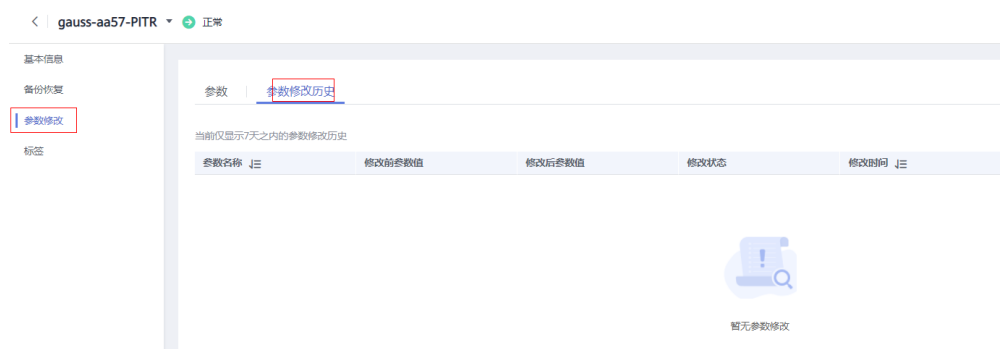 gauss-aa57-PITR 正常
基本信息
备份恢复
参数修改
标签
参数 参数修改历史
当前仅显示7天之内的参数修改历史
参数名称 修改前参数值 修改后参数值 修改状态 修改时间
暂无参数修改